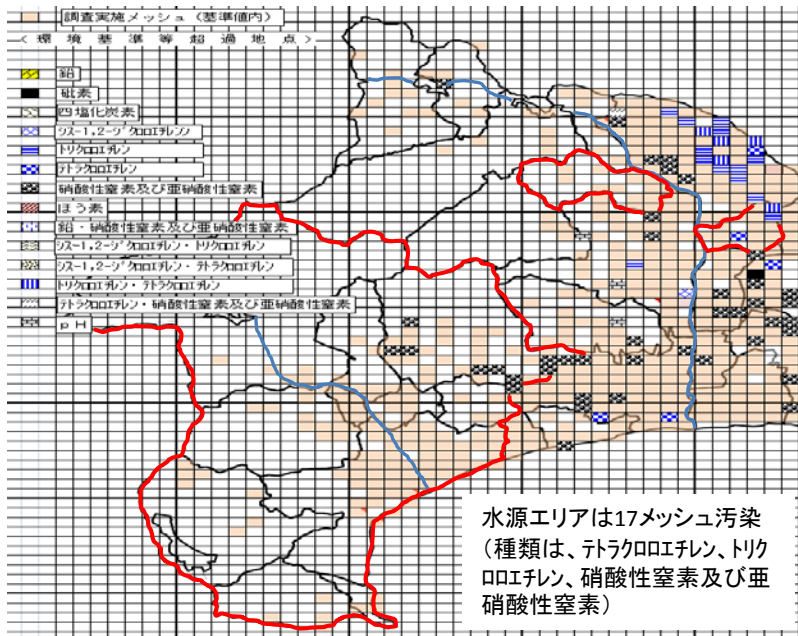 調査実施メッシュ（基準値内）
<環境基準等超過地点>
鉛
砒素
四塩化炭素
シス-1,2-ジクロロエチレン
トリクロロエチレン
テトラクロロエチレン
硝酸性窒素及び亜硝酸性窒素
ほう素
鉛・硝酸性窒素及び亜硝酸性窒素
シス-1,2-ジクロロエチレン・トリクロロエチレン
シス-1,2-ジクロロエチレン・テトラクロロエチレン
トリクロロエチレン・テトラクロロエチレン
テトラクロロエチレン・硝酸性窒素及び亜硝酸性窒素
ｐＨ
水源エリアは17メッシュ汚染
（種類は、テトラクロロエチレン、トリク
ロロエチレン、硝酸性窒素及び亜
硝酸性窒素）